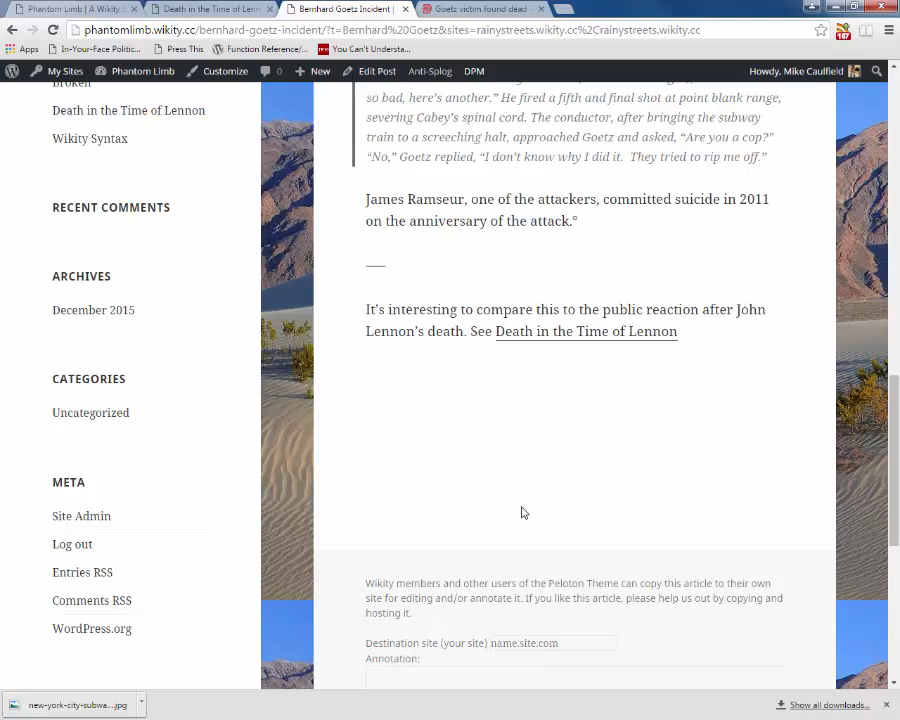 Phantom Limb | A Wikity S
Death in the Time of Lenn
Bernhard Goetz Incident |
Goetz victim found dead -
phantomlimb.wikity.cc/bernhard-goetz-incident/?t=Bernhard%20Goetz&sites=rainystreets.wikity.cc%2Crainystreets.wikity.cc
157
Apps
In-Your-Face Politic...
Press This
Function Reference/...
You Can't Understa...
My Sites
Phantom Limb
Customize
0
New
Edit Post
Anti-Splog
DPM
Howdy, Mike Caulfield
Broken
Death in the Time of Lennon
Wikity Syntax
RECENT COMMENTS
ARCHIVES
December 2015
CATEGORIES
Uncategorized
META
Site Admin
Log out
Entries RSS
Comments RSS
WordPress.org
so bad, here's another.” He fired a fifth and final shot at point blank range,
severing Cabey's spinal cord. The conductor, after bringing the subway
train to a screeching halt, approached Goetz and asked, “Are you a cop?”
“No,” Goetz replied, “I don't know why I did it.  They tried to rip me off.”
James Ramseur, one of the attackers, committed suicide in 2011
on the anniversary of the attack.°
It's interesting to compare this to the public reaction after John
Lennon's death. See Death in the Time of Lennon
Wikity members and other users of the Peloton Theme can copy this article to their own
site for editing and/or annotate it. If you like this article, please help us out by copying and
hosting it.
Destination site (your site) name.site.com
Annotation:
new-york-city-subwa....jpg
Show all downloads...